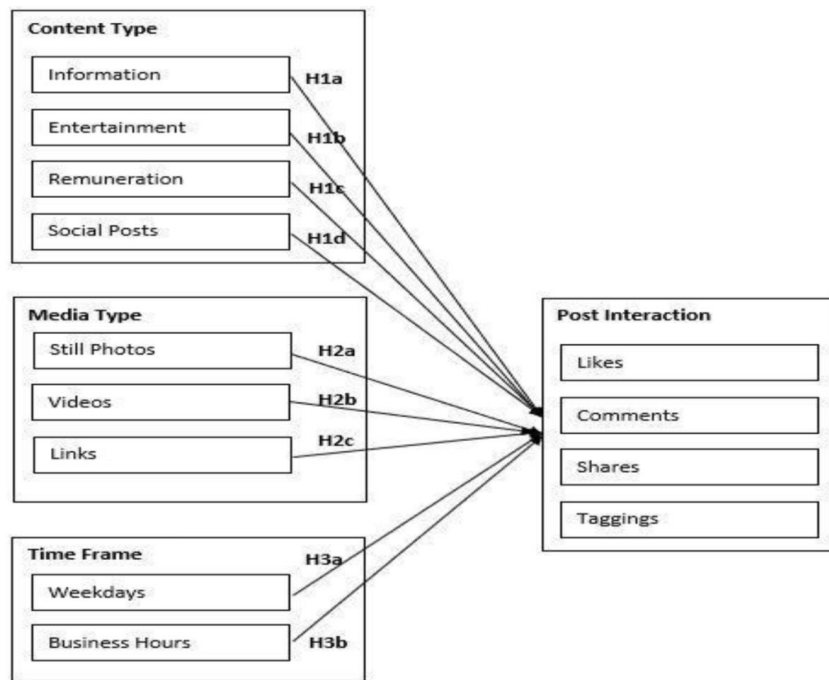 Content Type
Information
H1a
Entertainment
H1b
Remuneration
H1c
Social Posts
H1d
Media Type
Still Photos
H2a
Videos
H2b
Links
H2c
Time Frame
H3a
Weekdays
Business Hours
H3b
Post Interaction
Likes
Comments
Shares
Taggings